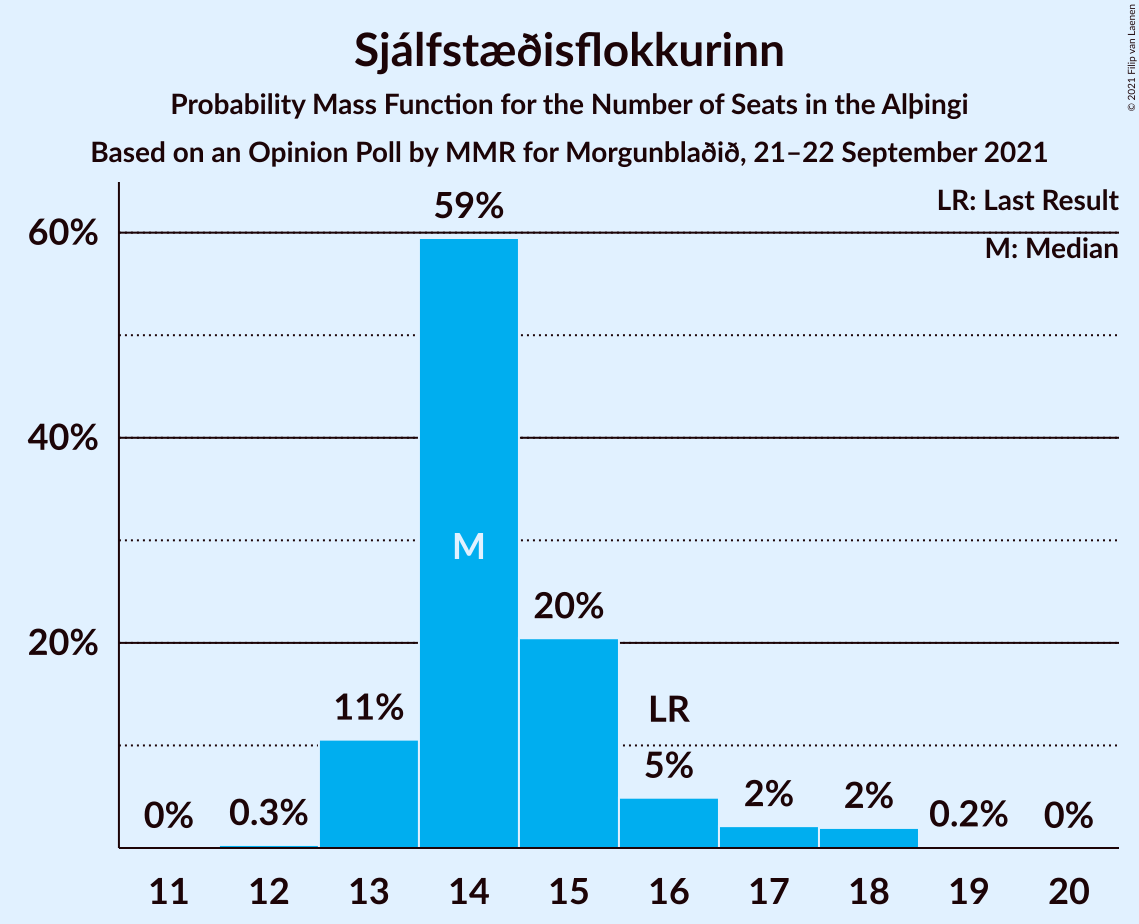 Sjálfstæðisflokkurinn
Probability Mass Function for the Number of Seats in the Alþingi
Based on an Opinion Poll by MMR for Morgunblaðið, 21–22 September 2021
© 2021 Filip van Laenen
LR: Last Result
M: Median
60%
40%
20%
0%
0.3%
11%
59%
M
20%
LR
5%
2%
2%
0.2%
0%
11 12 13 14 15 16 17 18 19 20